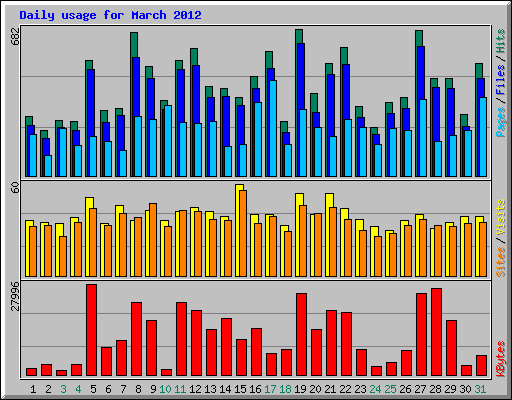 Daily usage for March 2012
682
Pages / Files / Hits
60
Sites / Visits
27996
KBytes
1 2 3 4 5 6 7 8 9 10 11 12 13 14 15 16 17 18 19 20 21 22 23 24 25 26 27 28 29 30 31